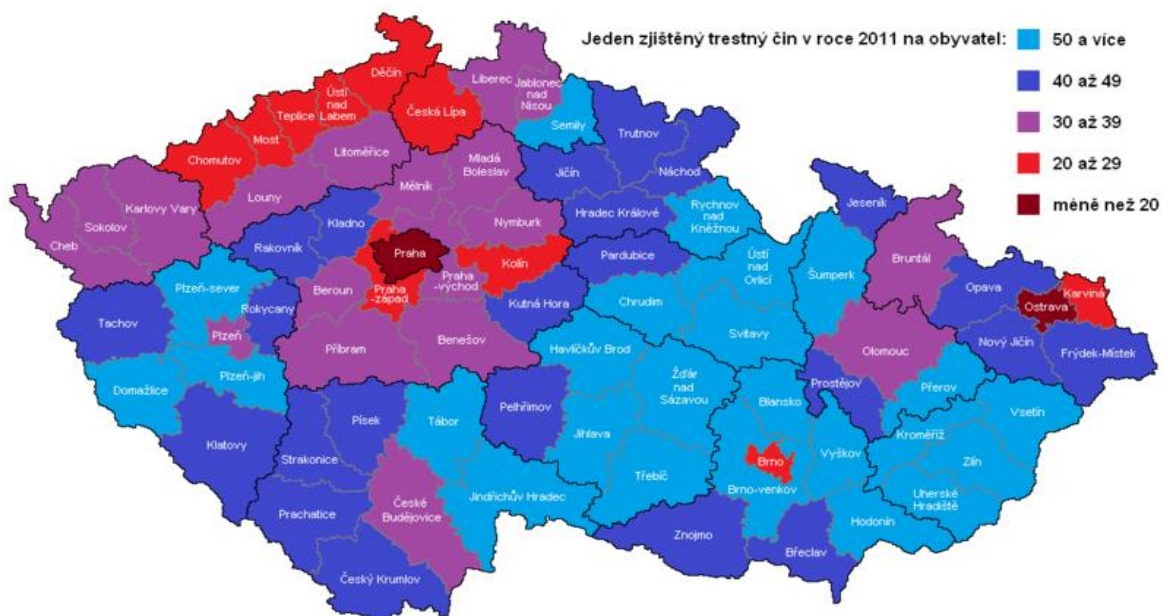 Jeden zjištěný trestný čin v roce 2011 na obyvatel:
50 a více
40 až 49
30 až 39
20 až 29
méně než 20
Děčín
Liberec
Jablonec
nad
Nisou
Ústí
nad
Labem
Teplice
Česká Lípa
Semily
Most
Chomutov
Litoměřice
Trutnov
Mladá
Boleslav
Jičín
Náchod
Mělník
Louny
Karlovy Vary
Sokolov
Cheb
Kladno
Rakovník
Nymburk
Hradec Králové
Rychnov
nad
Kněžnou
Jeseník
Praha
Praha
-východ
Praha
-západ
Kolín
Pardubice
Ústí
nad
Orlicí
Šumperk
Bruntál
Beroun
Plzeň-sever
Rokycany
Kutná Hora
Chrudim
Opava
Ostrava
Karviná
Tachov
Plzeň
Příbram
Benešov
Svitavy
Olomouc
Nový Jičín
Frýdek-Místek
Havlíčkův Brod
Domažlice
Plzeň-jih
Žďár
nad
Sázavou
Prostějov
Přerov
Blansko
Písek
Tábor
Pelhřimov
Vsetín
Klatovy
Strakonice
Jihlava
Kroměříž
Vyškov
Zlín
Brno
Třebíč
Brno-venkov
Jindřichův Hradec
Uherské
Hradiště
České
Budějovice
Prachatice
Hodonín
Znojmo
Břeclav
Český Krumlov